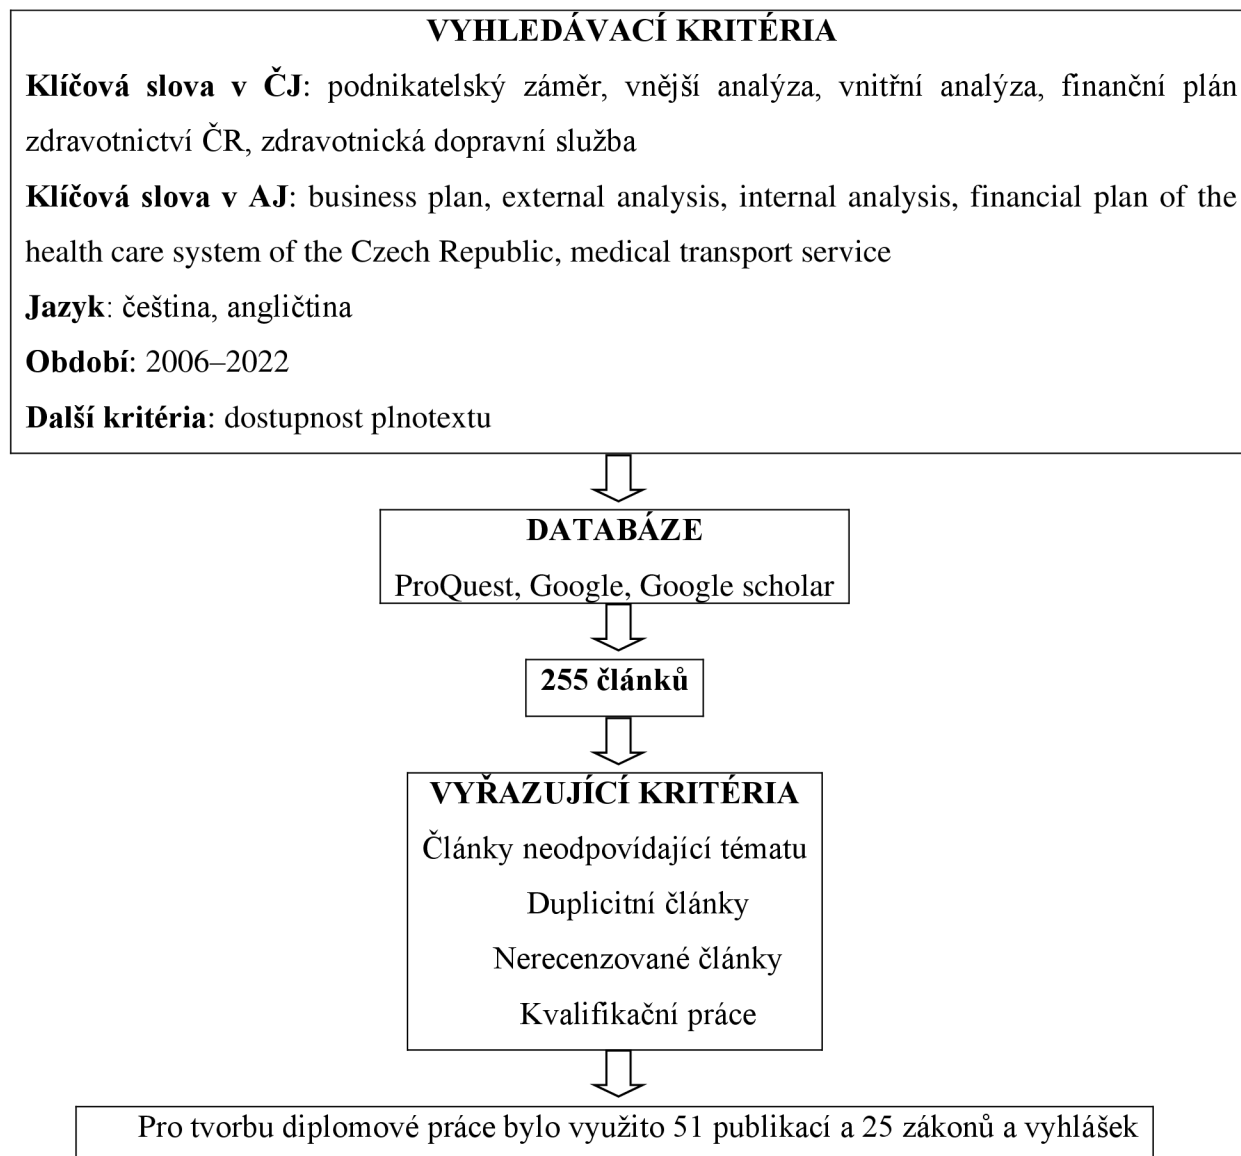 VYHLEDÁVACÍ KRITÉRIA
Klíčová slova v ČJ: podnikatelský záměr, vnější analýza, vnitřní analýza, finanční plán
zdravotnictví ČR, zdravotnická dopravní služba
Klíčová slova v AJ: business plan, external analysis, internal analysis, financial plan of the
health care system of the Czech Republic, medical transport service
Jazyk: čeština, angličtina
Období: 2006–2022
Další kritéria: dostupnost plnotextu
DATABÁZE
ProQuest, Google, Google scholar
255 článků
VYŘAZUJÍCÍ KRITÉRIA
Články neodpovídající tématu
Duplicitní články
Nerecenzované články
Kvalifikační práce
Pro tvorbu diplomové práce bylo využito 51 publikací a 25 zákonů a vyhlášek